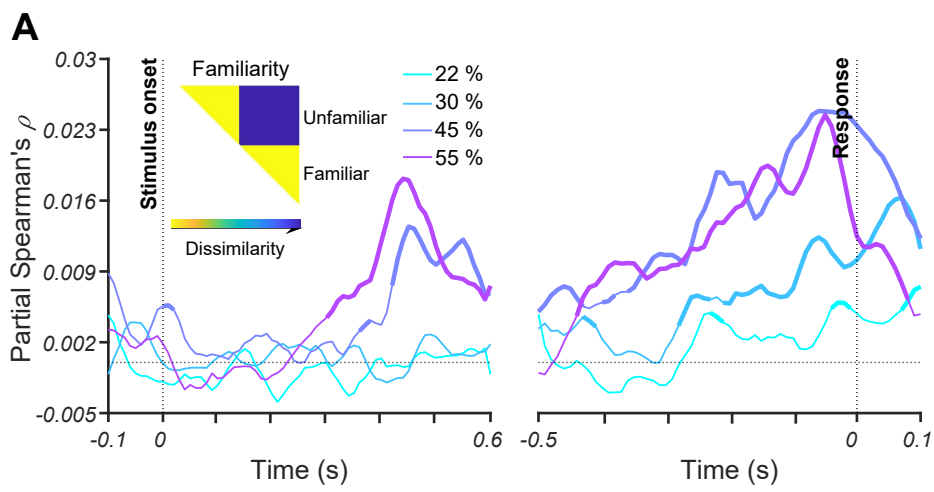 A
Partial Spearman's ρ
0.03
0.023
0.016
0.009
0.002
-0.005
Stimulus onset
Familiarity
Unfamiliar
Familiar
Dissimilarity
22 %
30 %
45 %
55 %
-0.1
0
0.6
Time (s)
Response
-0.5
0
0.1
Time (s)